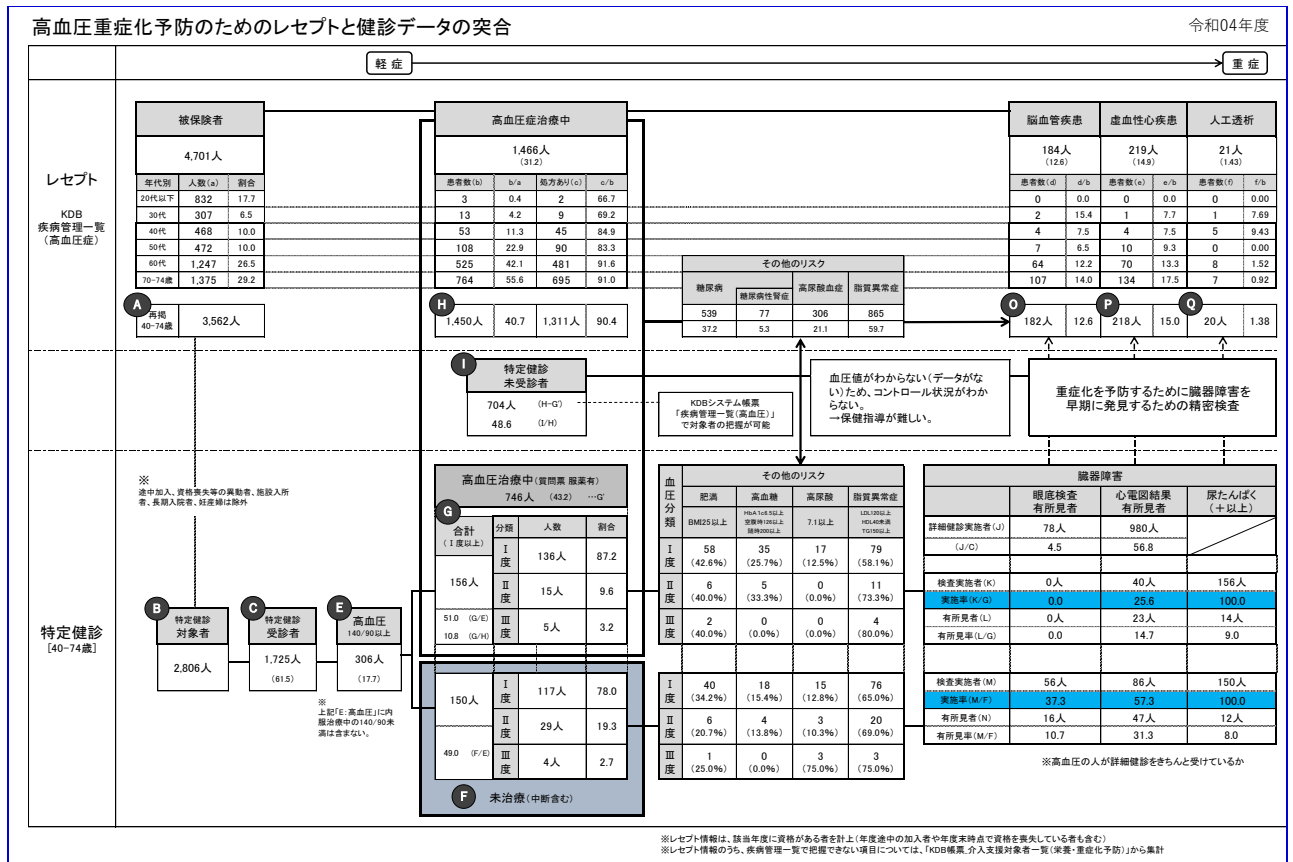 高血圧重症化予防のためのレセプトと健診データの突合
令和04年度
軽 症
重 症
レセプト
KDB
疾病管理一覧
(高血圧症)
被保険者
4,701人
年代別 人数(a) 割合
20代以下 832 17.7
30代 307 6.5
40代 468 10.0
50代 472 10.0
60代 1,247 26.5
70-74歳 1,375 29.2
A
再掲
40-74歳
3,562人
高血圧症治療中
1,466人
(31.2)
患者数(b) b/a 処方あり(c) c/b
3 0.4 2 66.7
13 4.2 9 69.2
53 11.3 45 84.9
108 22.9 90 83.3
525 42.1 481 91.6
764 55.6 695 91.0
H
1,450人 40.7 1,311人 90.4
その他のリスク
糖尿病 糖尿病性腎症 高尿酸血症 脂質異常症
539 77 306 865
37.2 5.3 21.1 59.7
脳血管疾患 虚血性心疾患 人工透析
184人 219人 21人
(12.6) (14.9) (1.43)
患者数(d) d/b 患者数(e) e/b 患者数(f) f/b
0 0.0 0 0.0 0 0.00
2 15.4 1 7.7 1 7.69
4 7.5 4 7.5 5 9.43
7 6.5 10 9.3 0 0.00
64 12.2 70 13.3 8 1.52
107 14.0 134 17.5 7 0.92
O P Q
182人 12.6 218人 15.0 20人 1.38
I
特定健診
未受診者
704人 (H-G')
48.6 (I/H)
KDBシステム帳票
「疾病管理一覧(高血圧)」
で対象者の把握が可能
血圧値がわからない(データがな
い)ため、コントロール状況がわか
らない。
→保健指導が難しい。
重症化を予防するために臓器障害を
早期に発見するための精密検査
特定健診
[40-74歳]
※
途中加入、資格喪失等の異動者、施設入所
者、長期入院者、妊産婦は除外
B
特定健診
対象者
2,806人
C
特定健診
受診者
1,725人
(61.5)
E
高血圧
140/90以上
306人
(17.7)
※
上記「E:高血圧」に内
服治療中の140/90未
満は含まない。
高血圧治療中(質問票 服薬有)
746人 (43.2) …G'
G
合計
(Ⅰ度以上)
分類 人数 割合
156人
51.0 (G/E)
10.8 (G/H)
Ⅰ度 136人 87.2
Ⅱ度 15人 9.6
Ⅲ度 5人 3.2
150人
49.0 (F/E)
Ⅰ度 117人 78.0
Ⅱ度 29人 19.3
Ⅲ度 4人 2.7
F
未治療(中断含む)
血圧分類
その他のリスク
肥満 高血糖 高尿酸 脂質異常症
BMI25以上
HbA1c6.5以上
空腹時126以上
随時200以上
7.1以上
LDL120以上
HDL40未満
TG150以上
Ⅰ度 58 35 17 79
(42.6%) (25.7%) (12.5%) (58.1%)
Ⅱ度 6 5 0 11
(40.0%) (33.3%) (0.0%) (73.3%)
Ⅲ度 2 0 0 4
(40.0%) (0.0%) (0.0%) (80.0%)
Ⅰ度 40 18 15 76
(34.2%) (15.4%) (12.8%) (65.0%)
Ⅱ度 6 4 3 20
(20.7%) (13.8%) (10.3%) (69.0%)
Ⅲ度 1 0 3 3
(25.0%) (0.0%) (75.0%) (75.0%)
臓器障害
眼底検査
有所見者
心電図結果
有所見者
尿たんぱく
(+以上)
詳細健診実施者(J) 78人 980人
(J/C) 4.5 56.8
検査実施者(K) 0人 40人 156人
実施率(K/G) 0.0 25.6 100.0
有所見者(L) 0人 23人 14人
有所見率(L/G) 0.0 14.7 9.0
検査実施者(M) 56人 86人 150人
実施率(M/F) 37.3 57.3 100.0
有所見者(N) 16人 47人 12人
有所見率(M/F) 10.7 31.3 8.0
※高血圧の人が詳細健診をきちんと受けているか
※レセプト情報は、該当年度に資格がある者を計上(年度途中の加入者や年度末時点で資格を喪失している者も含む)
※レセプト情報のうち、疾病管理一覧で把握できない項目については、「KDB帳票_介入支援対象者一覧(栄養・重症化予防)」から集計